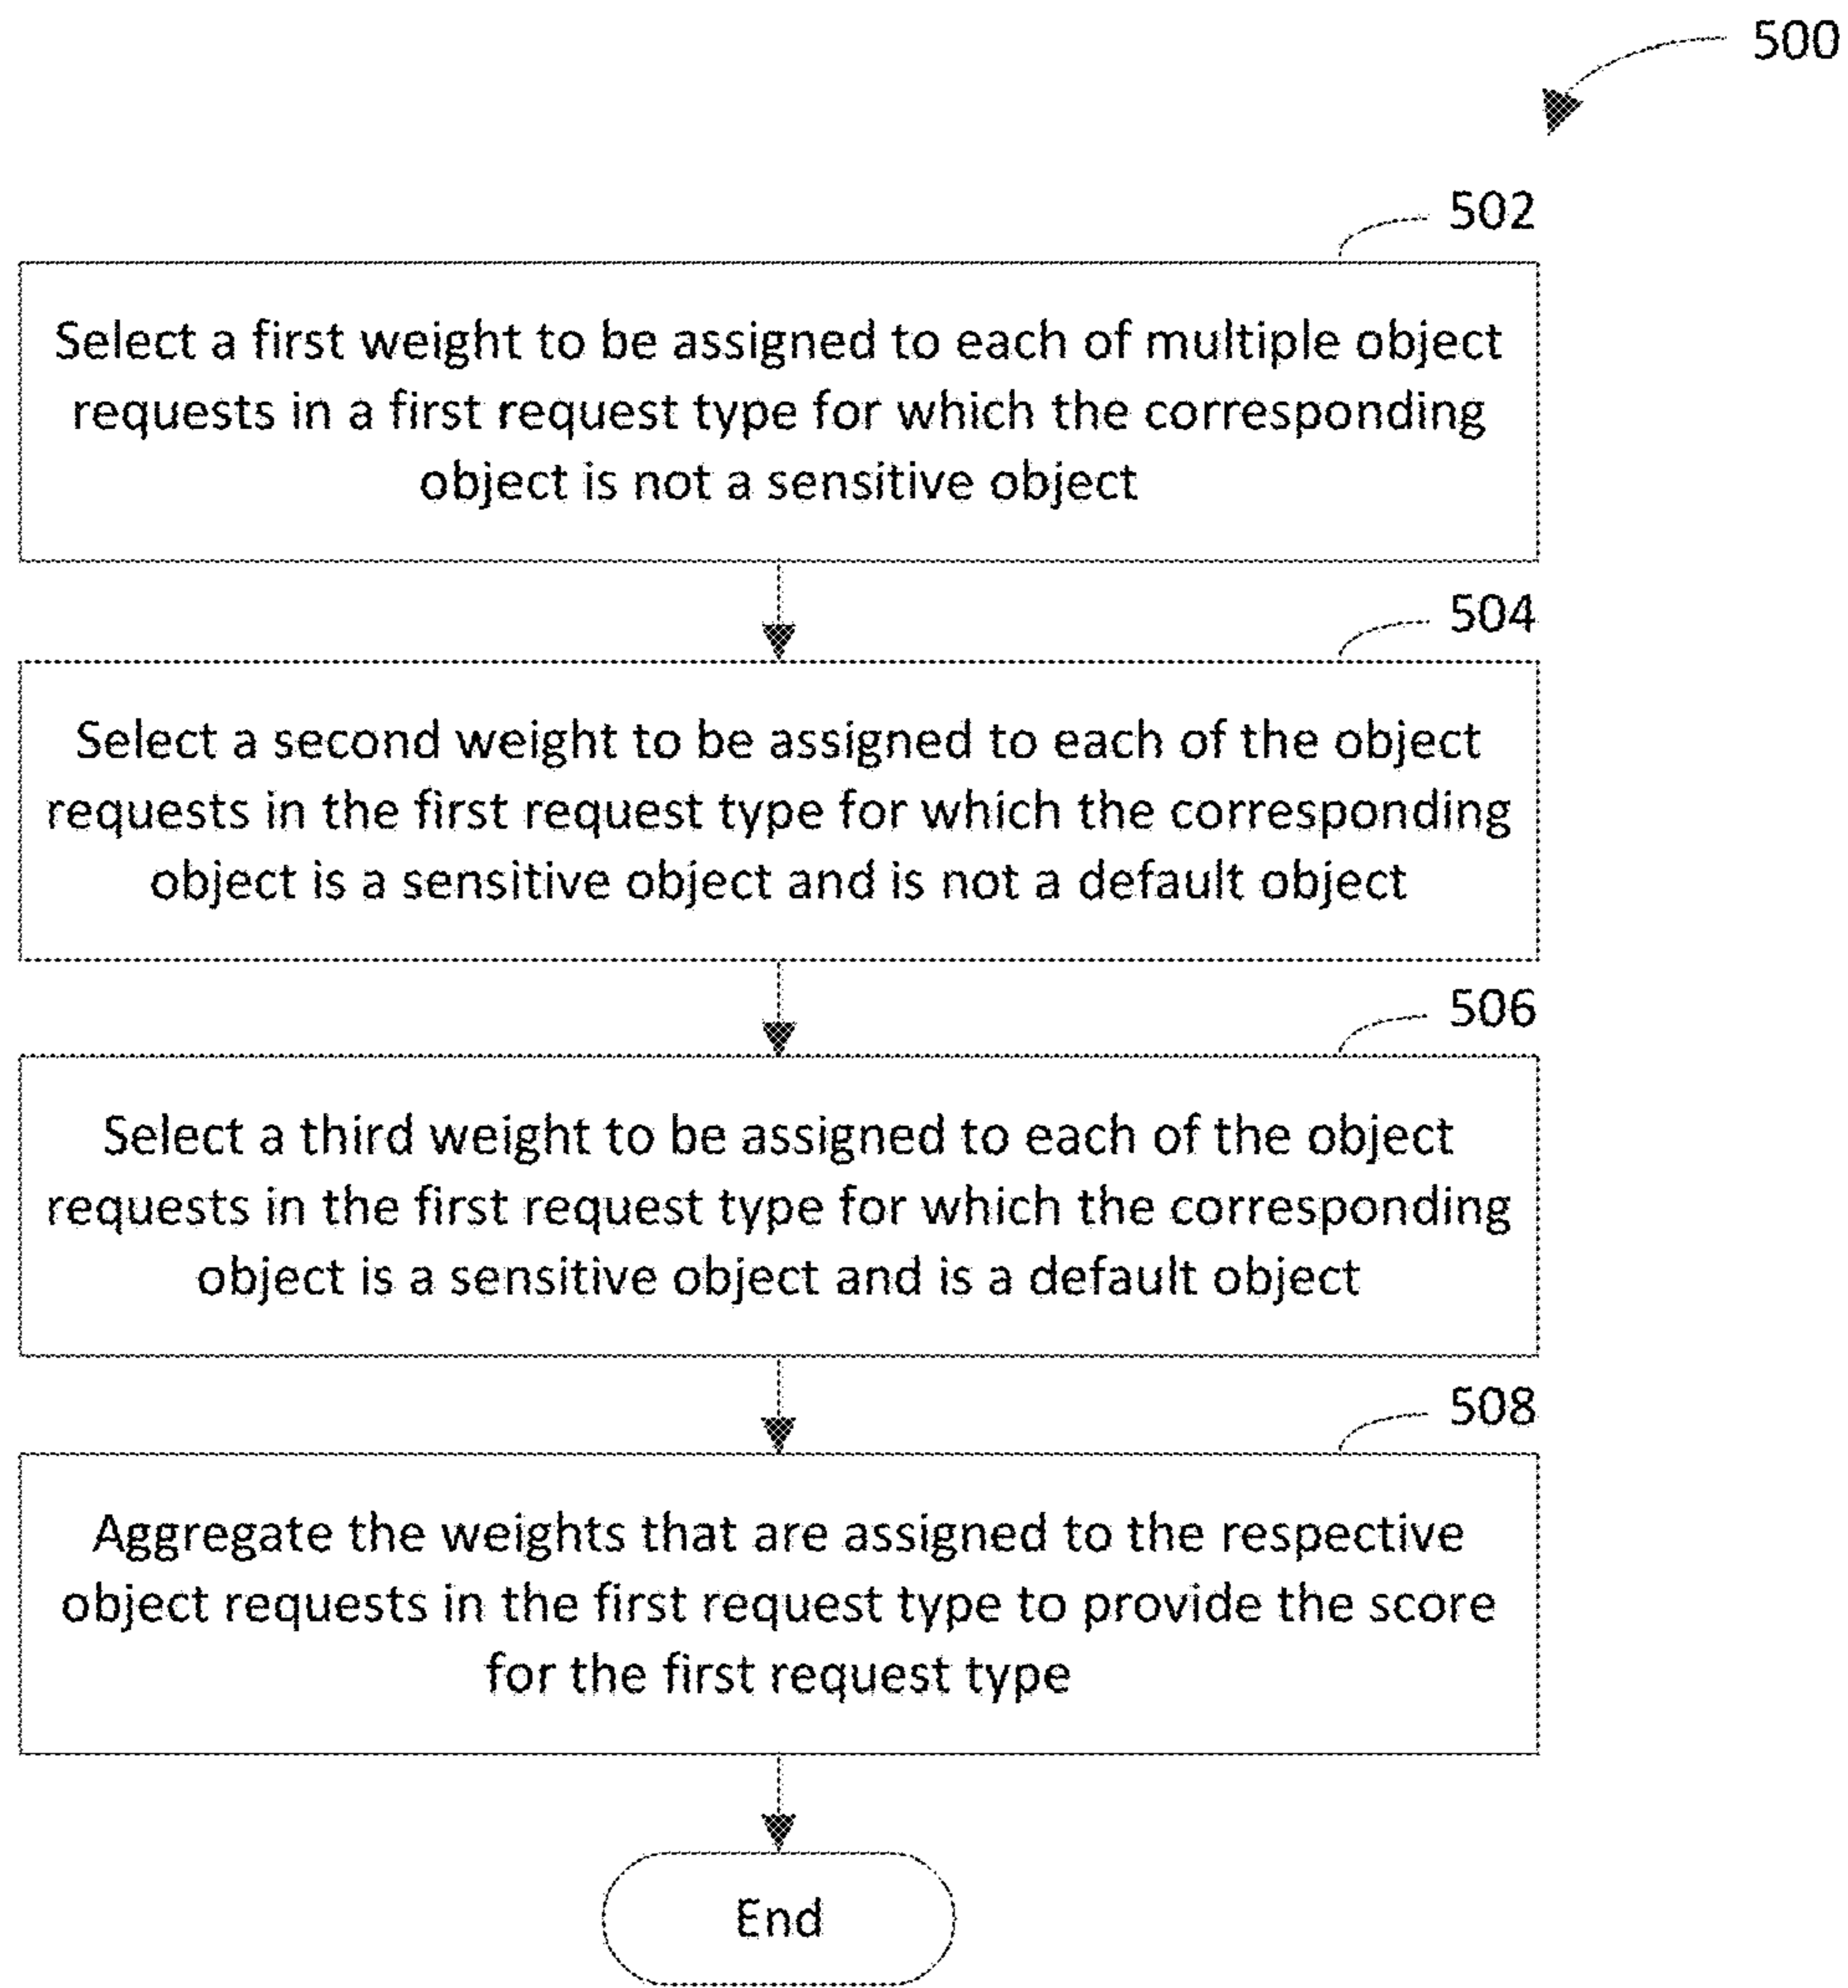 500
502
Select a first weight to be assigned to each of multiple object
requests in a first request type for which the corresponding
object is not a sensitive object
504
Select a second weight to be assigned to each of the object
requests in the first request type for which the corresponding
object is a sensitive object and is not a default object
506
Select a third weight to be assigned to each of the object
requests in the first request type for which the corresponding
object is a sensitive object and is a default object
508
Aggregate the weights that are assigned to the respective
object requests in the first request type to provide the score
for the first request type
End